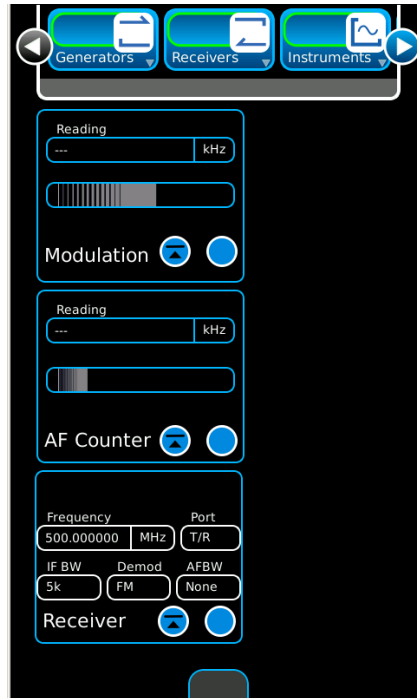 Generators Receivers Instruments
Reading
--- kHz
Modulation
Reading
--- kHz
AF Counter
Frequency Port
500.000000 MHz T/R
IF BW Demod AFBW
5k FM None
Receiver